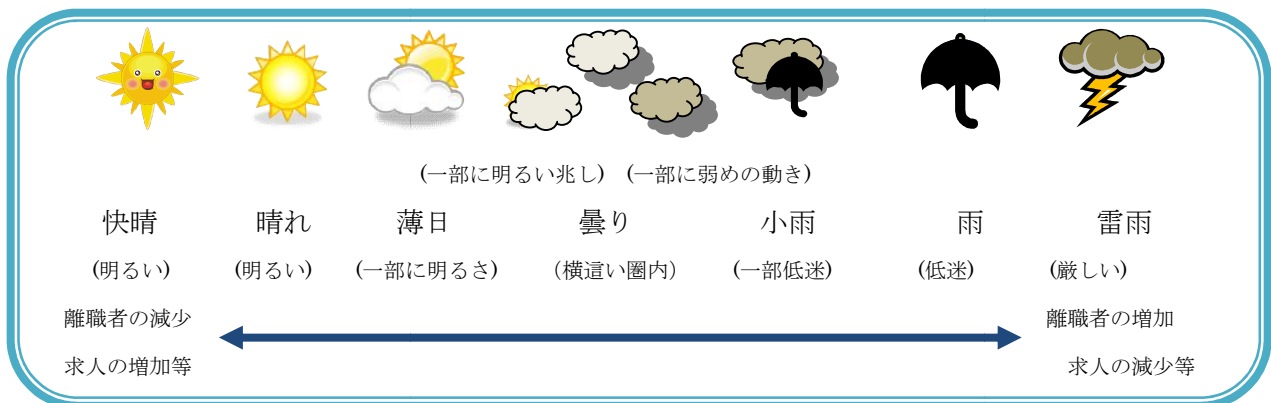 (一部に明るい兆し) (一部に弱めの動き)
快晴 晴れ 薄日 曇り 小雨 雨 雷雨
(明るい) (明るい) (一部に明るさ) (横這い圏内) (一部低迷) (低迷) (厳しい)
離職者の減少 離職者の増加
求人の増加等 求人の減少等